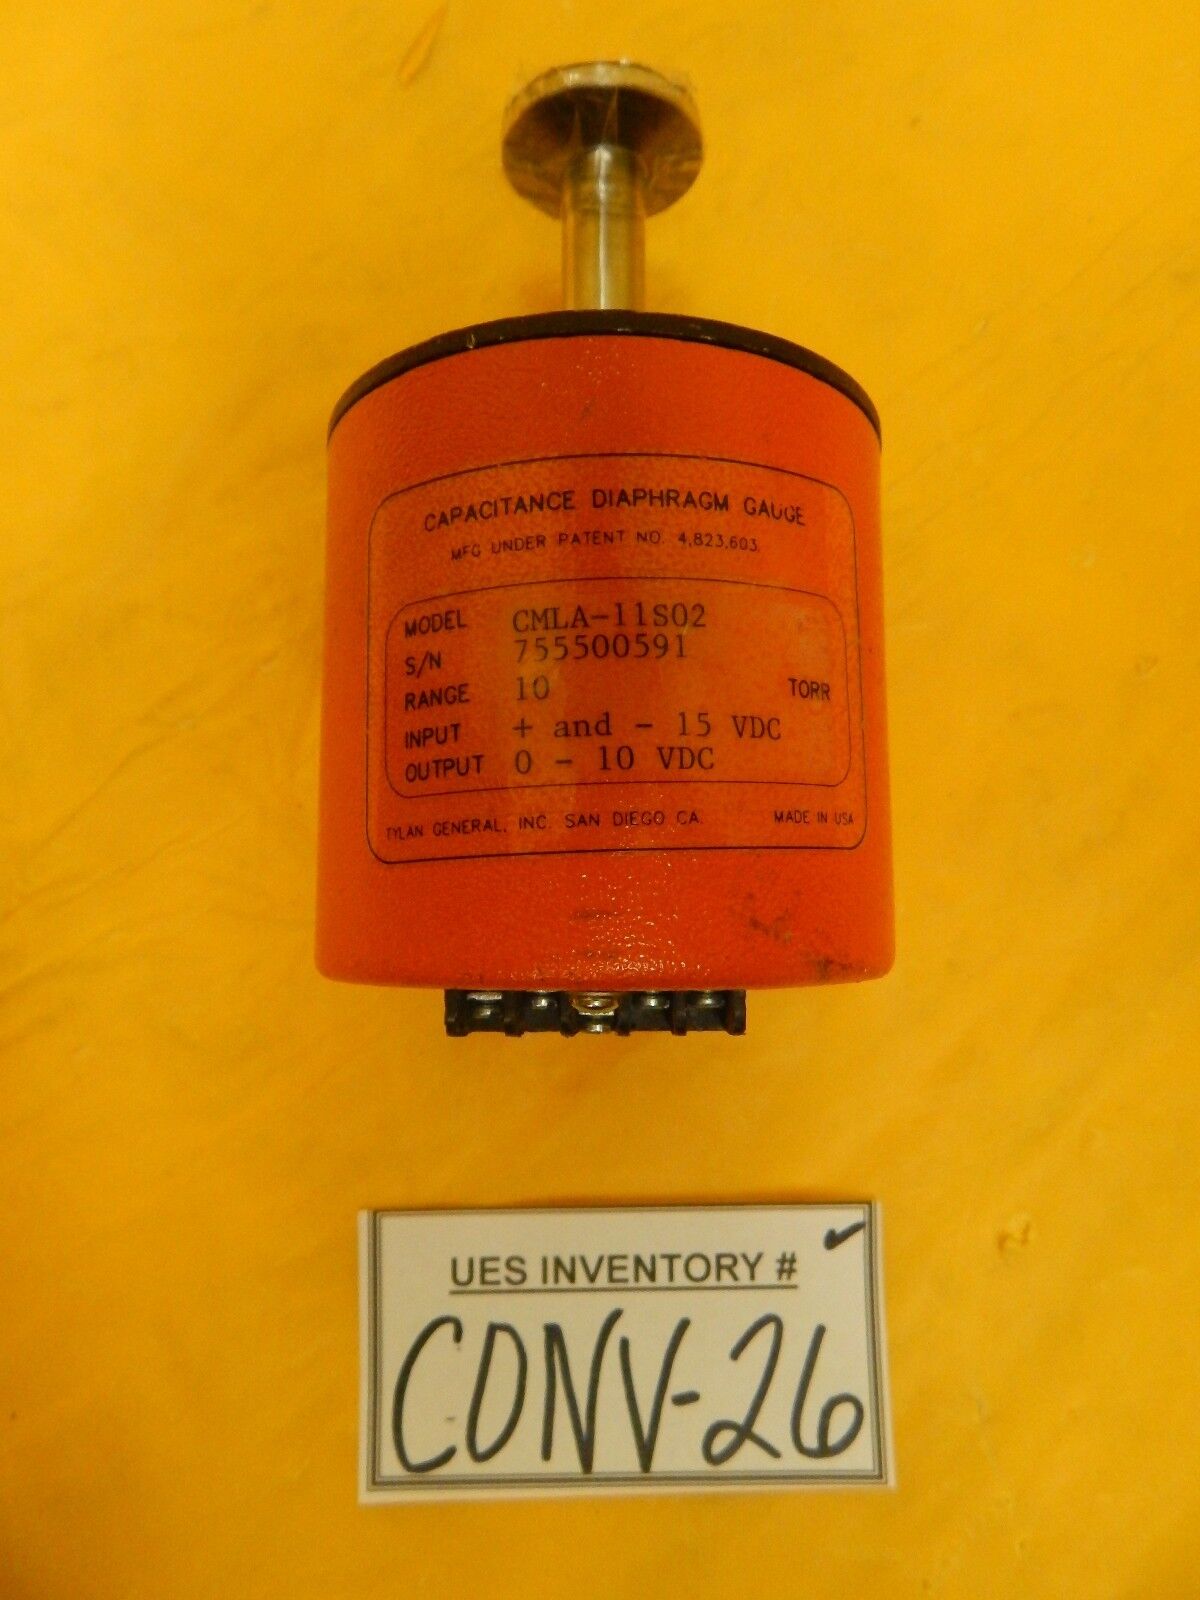 CAPACITANCE DIAPHRAGM GAUGE
MFG UNDER PATENT NO. 4,823,603.
MODEL CMLA-11S02
S/N 755500591
RANGE 10 TORR
INPUT + and - 15 VDC
OUTPUT 0 - 10 VDC
TYLAN GENERAL, INC. SAN DIEGO CA. MADE IN USA
UES INVENTORY #
CONV-26